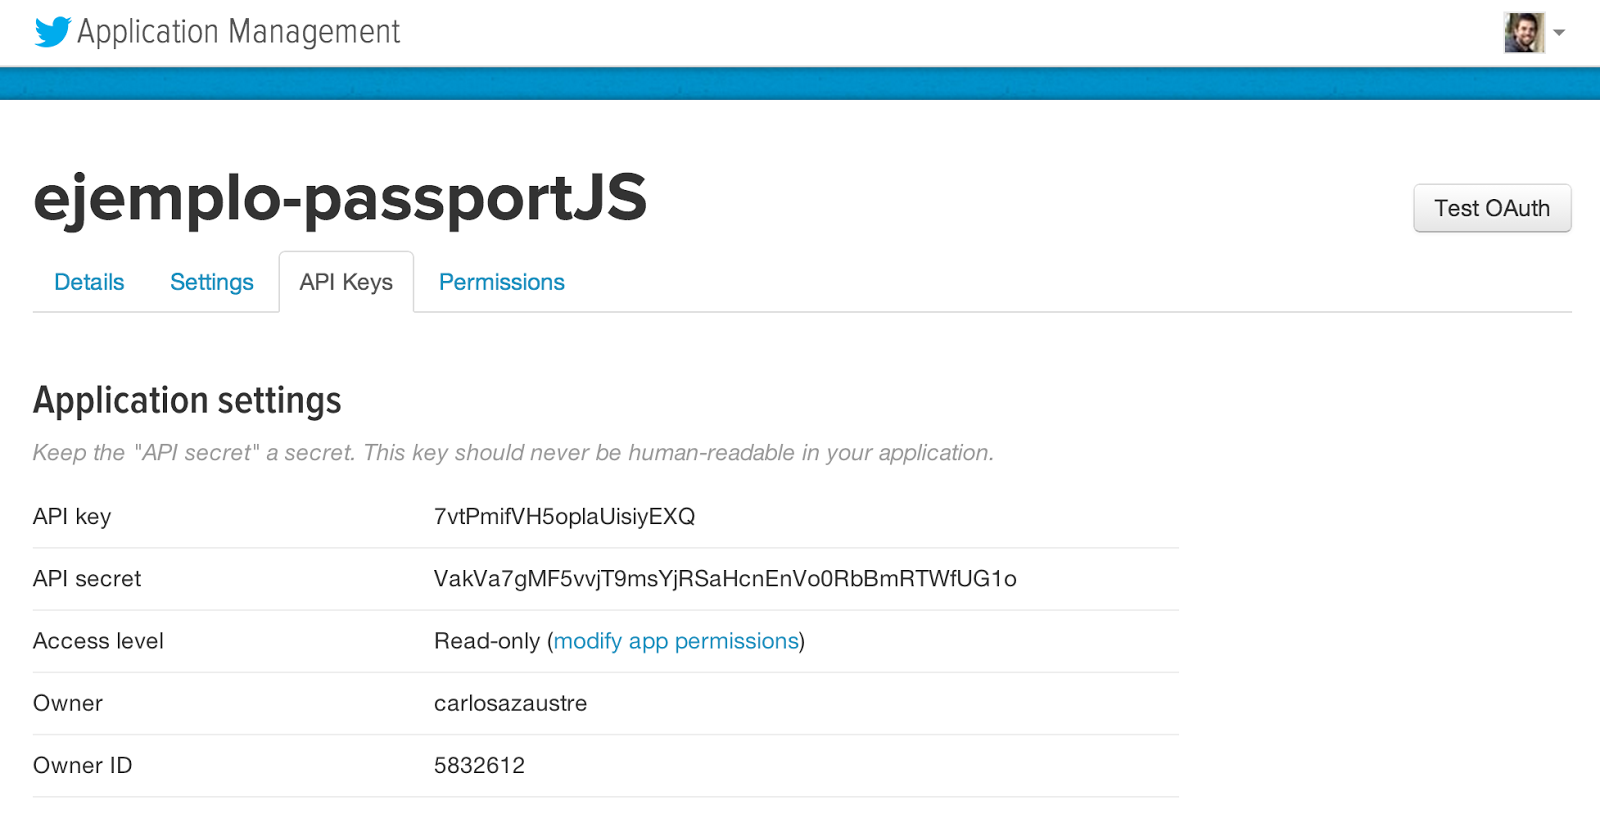 Application Management
ejemplo-passportJS
Test OAuth
Details Settings API Keys Permissions
Application settings
Keep the "API secret" a secret. This key should never be human-readable in your application.
API key 7vtPmifVH5oplaUisiyEXQ
API secret VakVa7gMF5vvjT9msYjRSaHcnEnVo0RbBmRTWfUG1o
Access level Read-only (modify app permissions)
Owner carlosazaustre
Owner ID 5832612